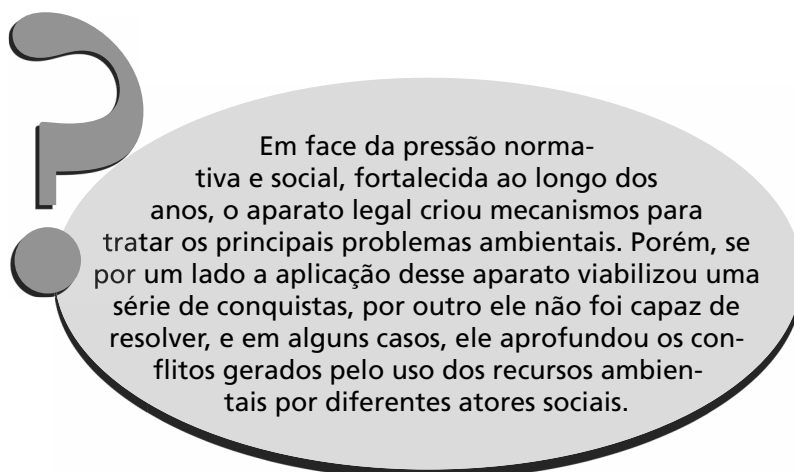 Em face da pressão norma-
tiva e social, fortalecida ao longo dos
anos, o aparato legal criou mecanismos para
tratar os principais problemas ambientais. Porém, se
por um lado a aplicação desse aparato viabilizou uma
série de conquistas, por outro ele não foi capaz de
resolver, e em alguns casos, ele aprofundou os con-
flitos gerados pelo uso dos recursos ambien-
tais por diferentes atores sociais.